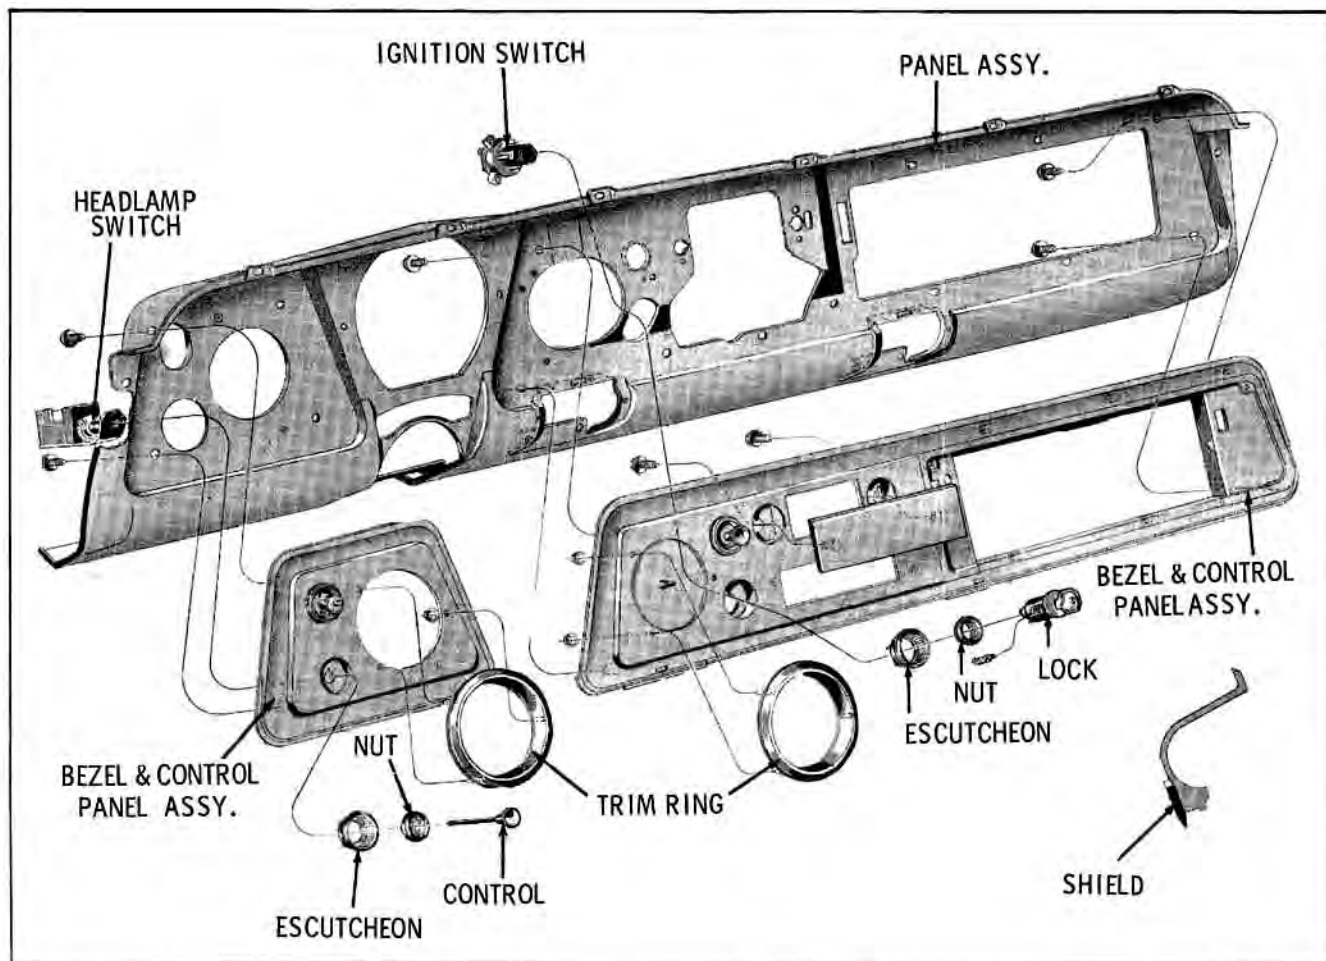 IGNITION SWITCH
PANEL ASSY.
HEADLAMP
SWITCH
BEZEL & CONTROL
PANEL ASSY.
LOCK
NUT
ESCUTCHEON
NUT
BEZEL & CONTROL
PANEL ASSY.
TRIM RING
CONTROL
ESCUTCHEON
SHIELD